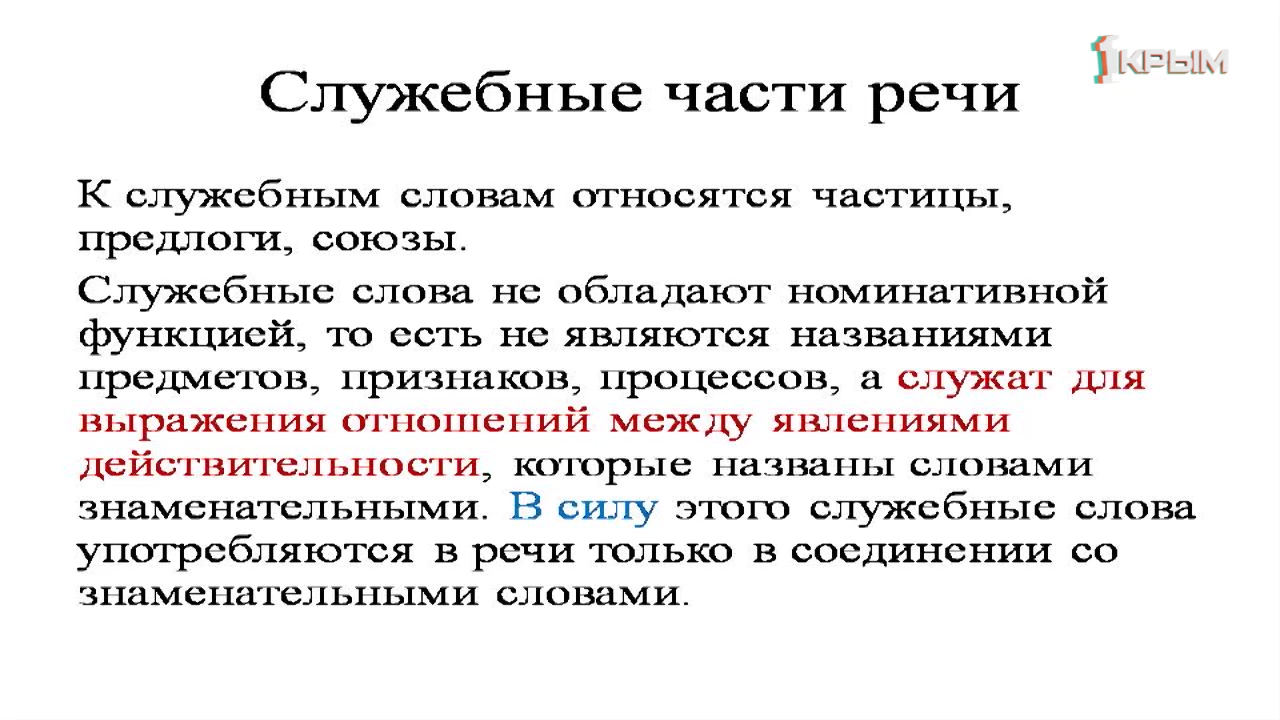 1КРЫМ
Служебные части речи
К служебным словам относятся частицы,
предлоги, союзы.
Служебные слова не обладают номинативной
функцией, то есть не являются названиями
предметов, признаков, процессов, а служат для
выражения отношений между явлениями
действительности, которые названы словами
знаменательными. В силу этого служебные слова
употребляются в речи только в соединении со
знаменательными словами.